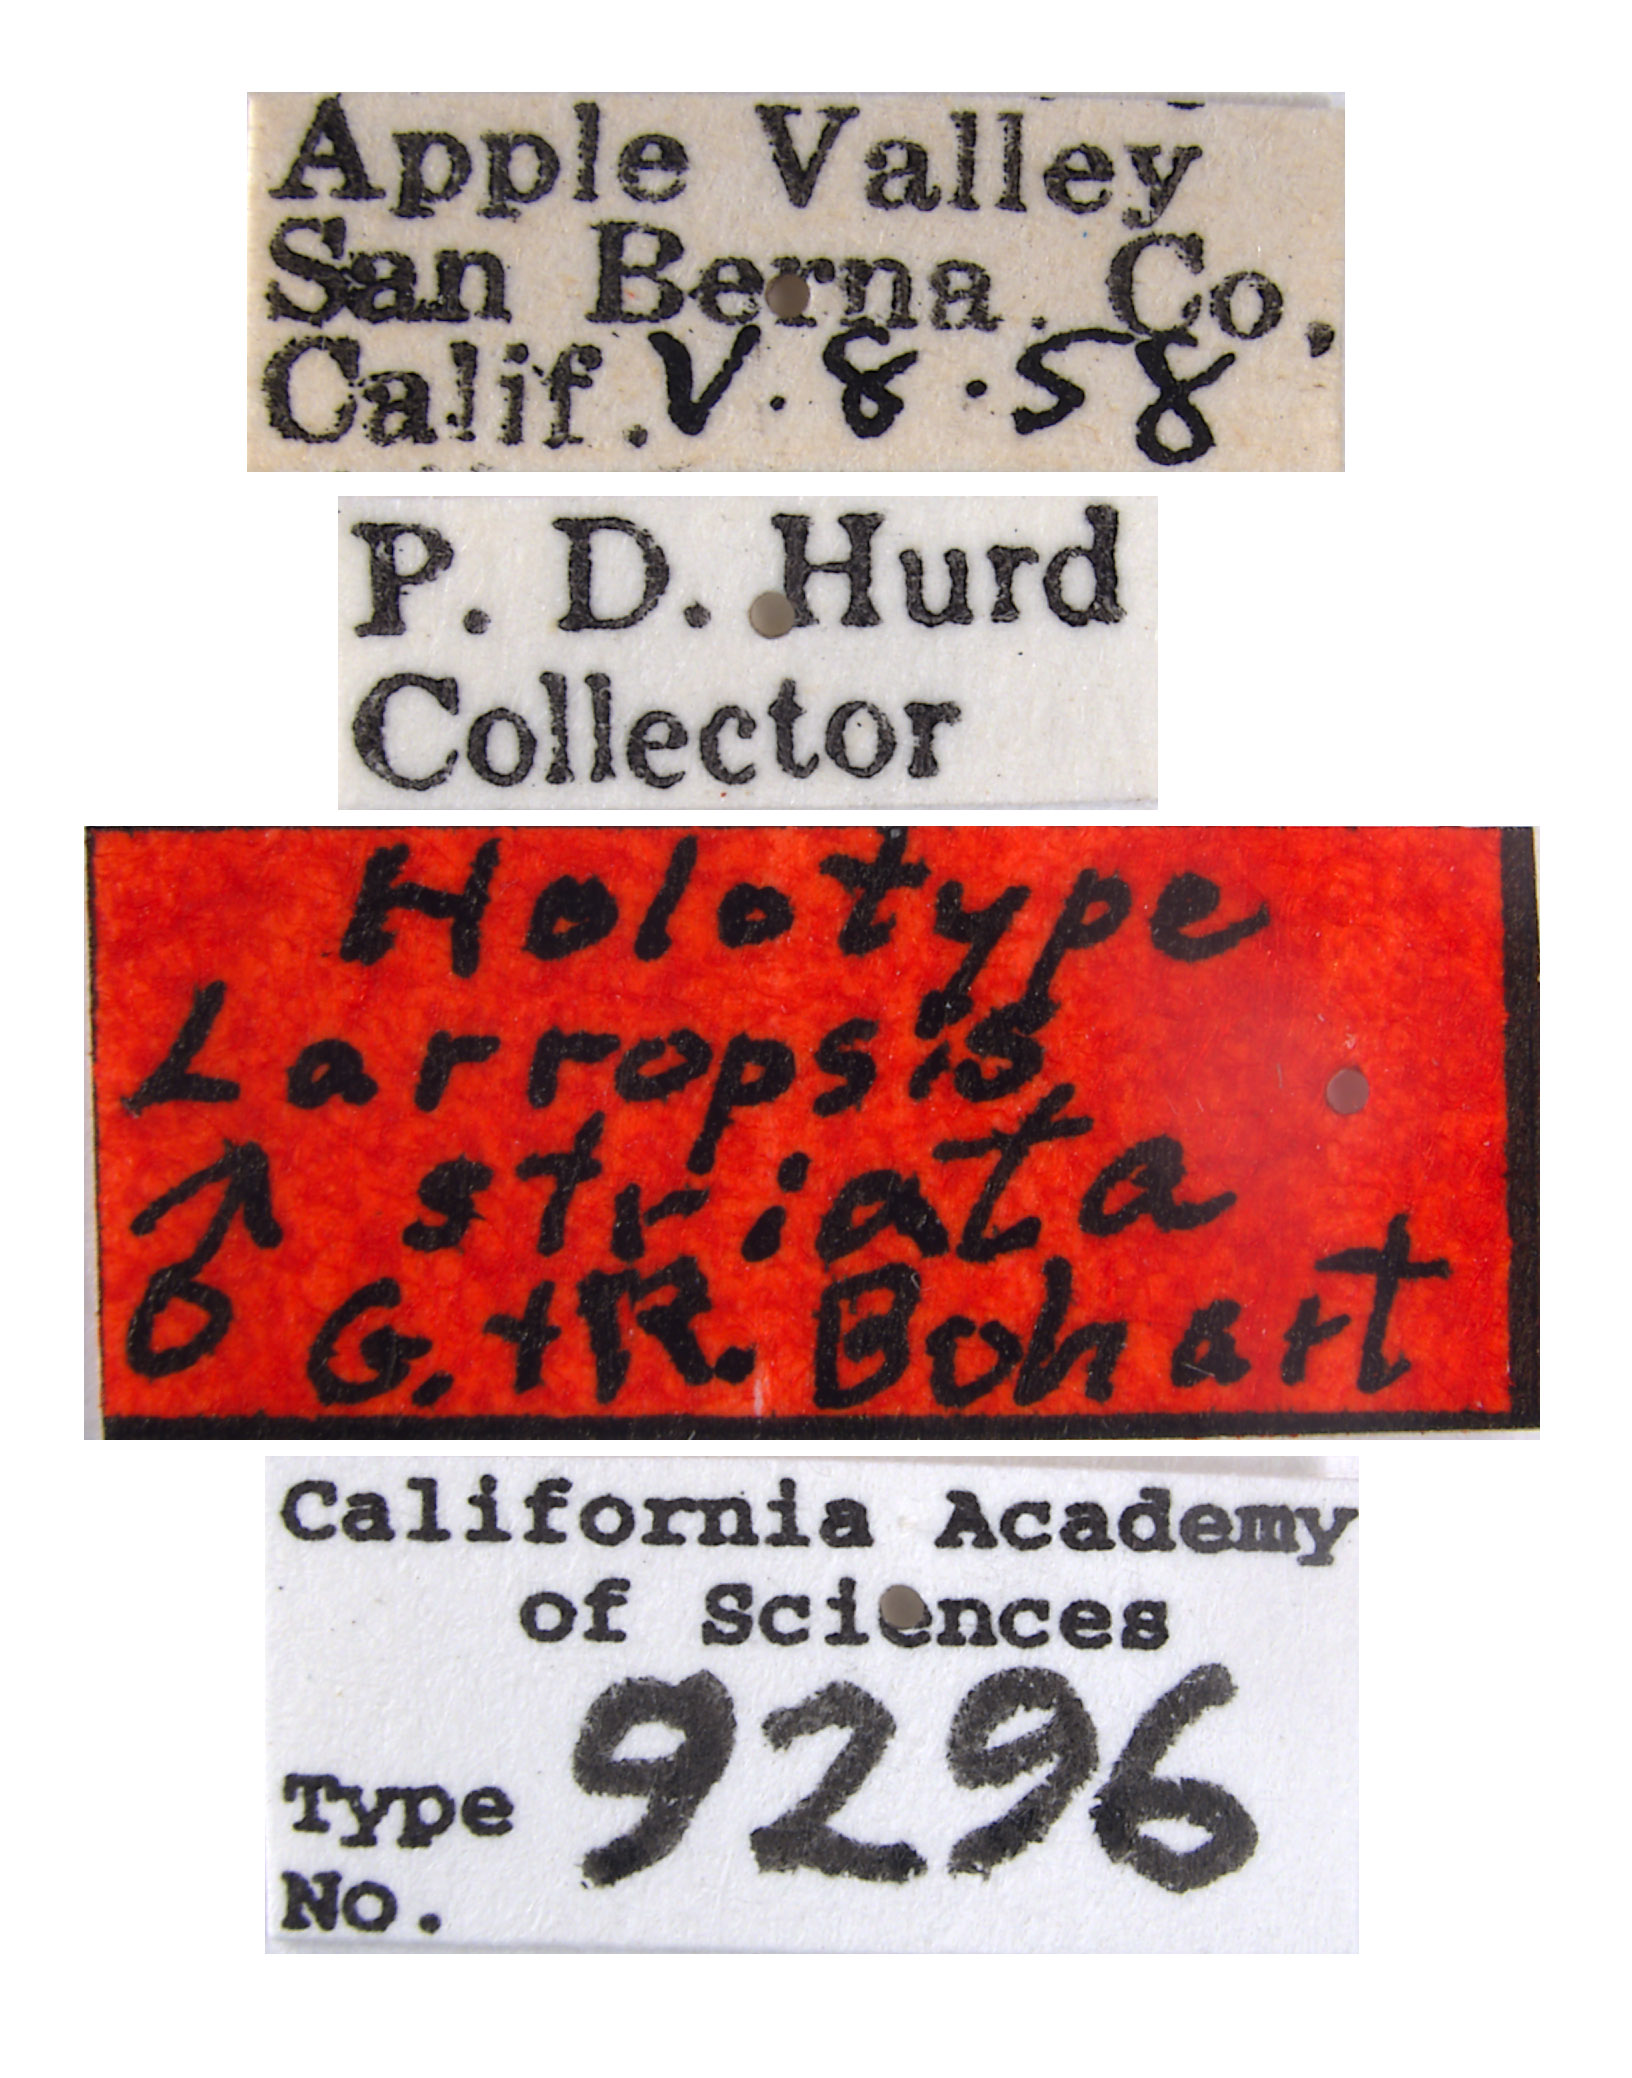 Apple Valley
San Berna. Co.
Calif. V.8.58
P. D. Hurd
Collector
Holotype
Larropsis
♂ striata
G.+R. Bohart
California Academy
of Sciences
Type 9296
No.